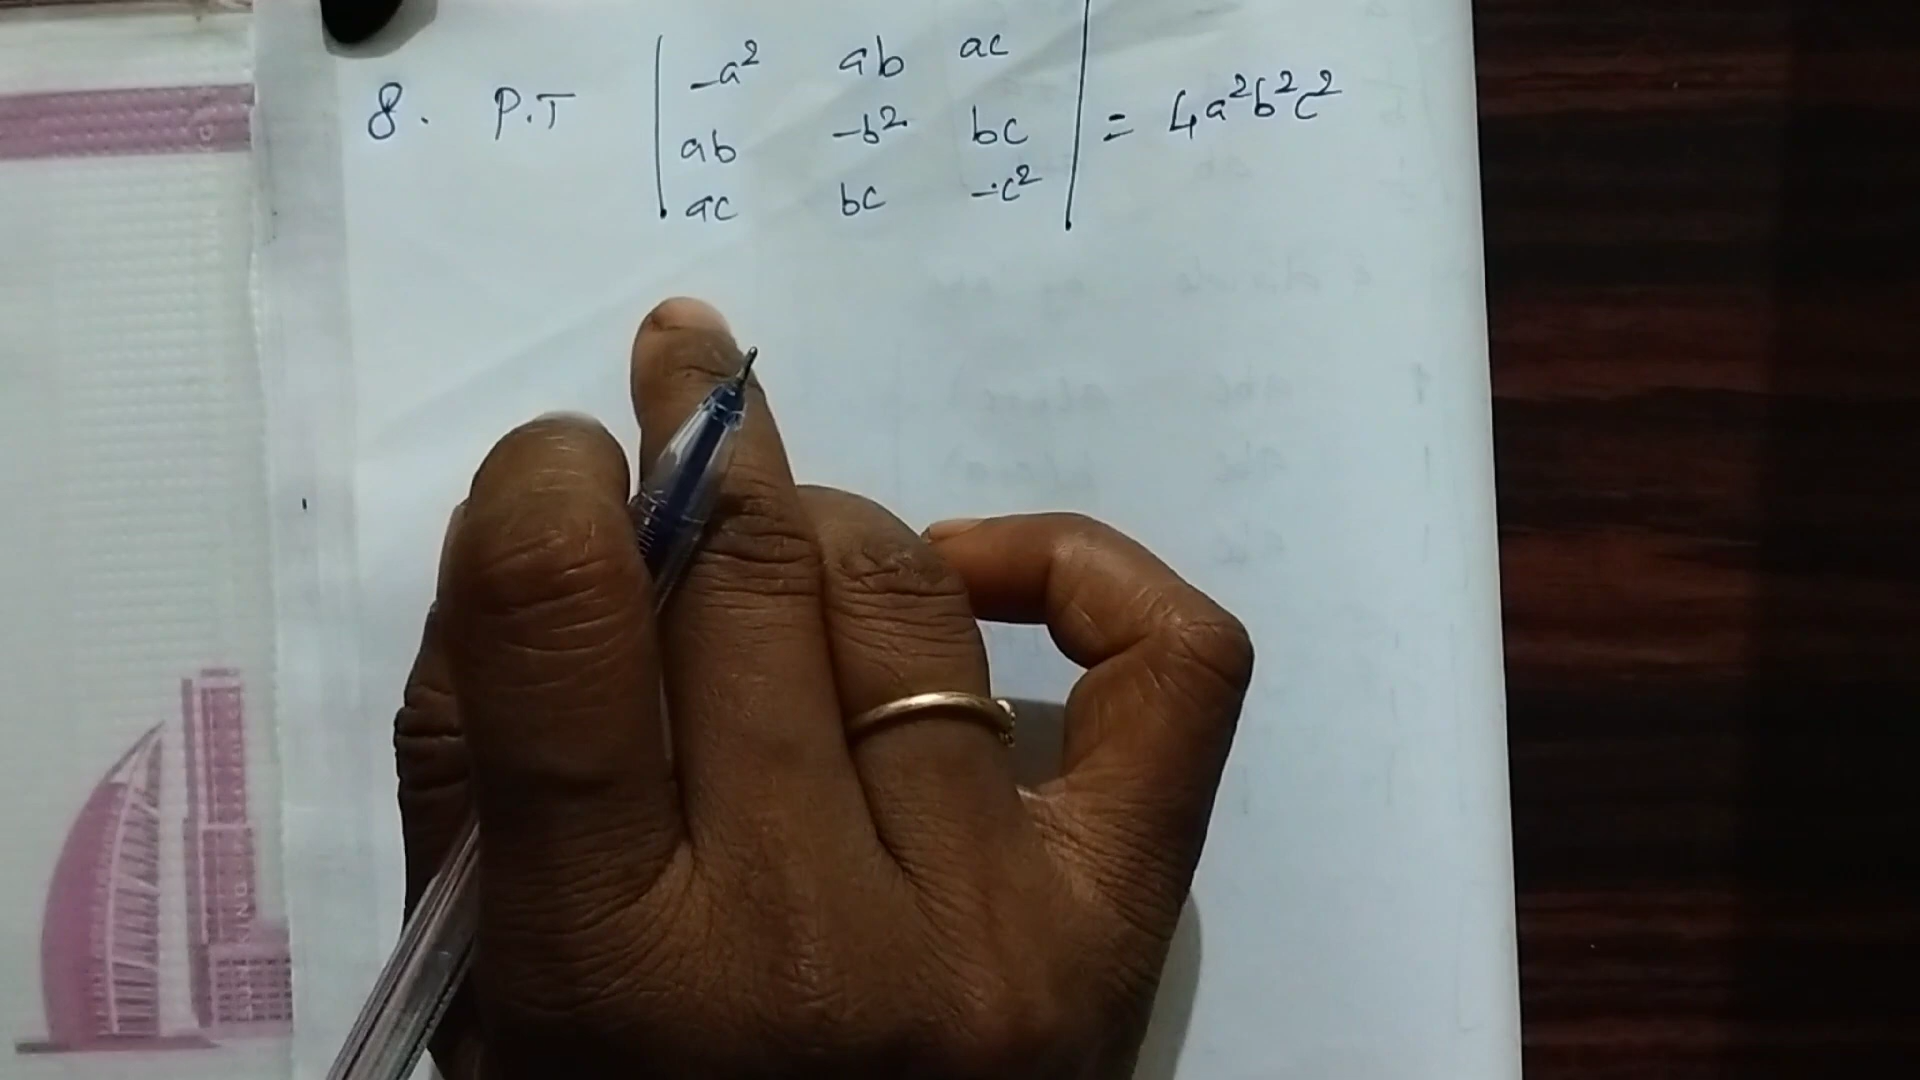 8. P.T | -a² ab ac |
| ab -b² bc | = 4a²b²c²
| ac bc -c² |